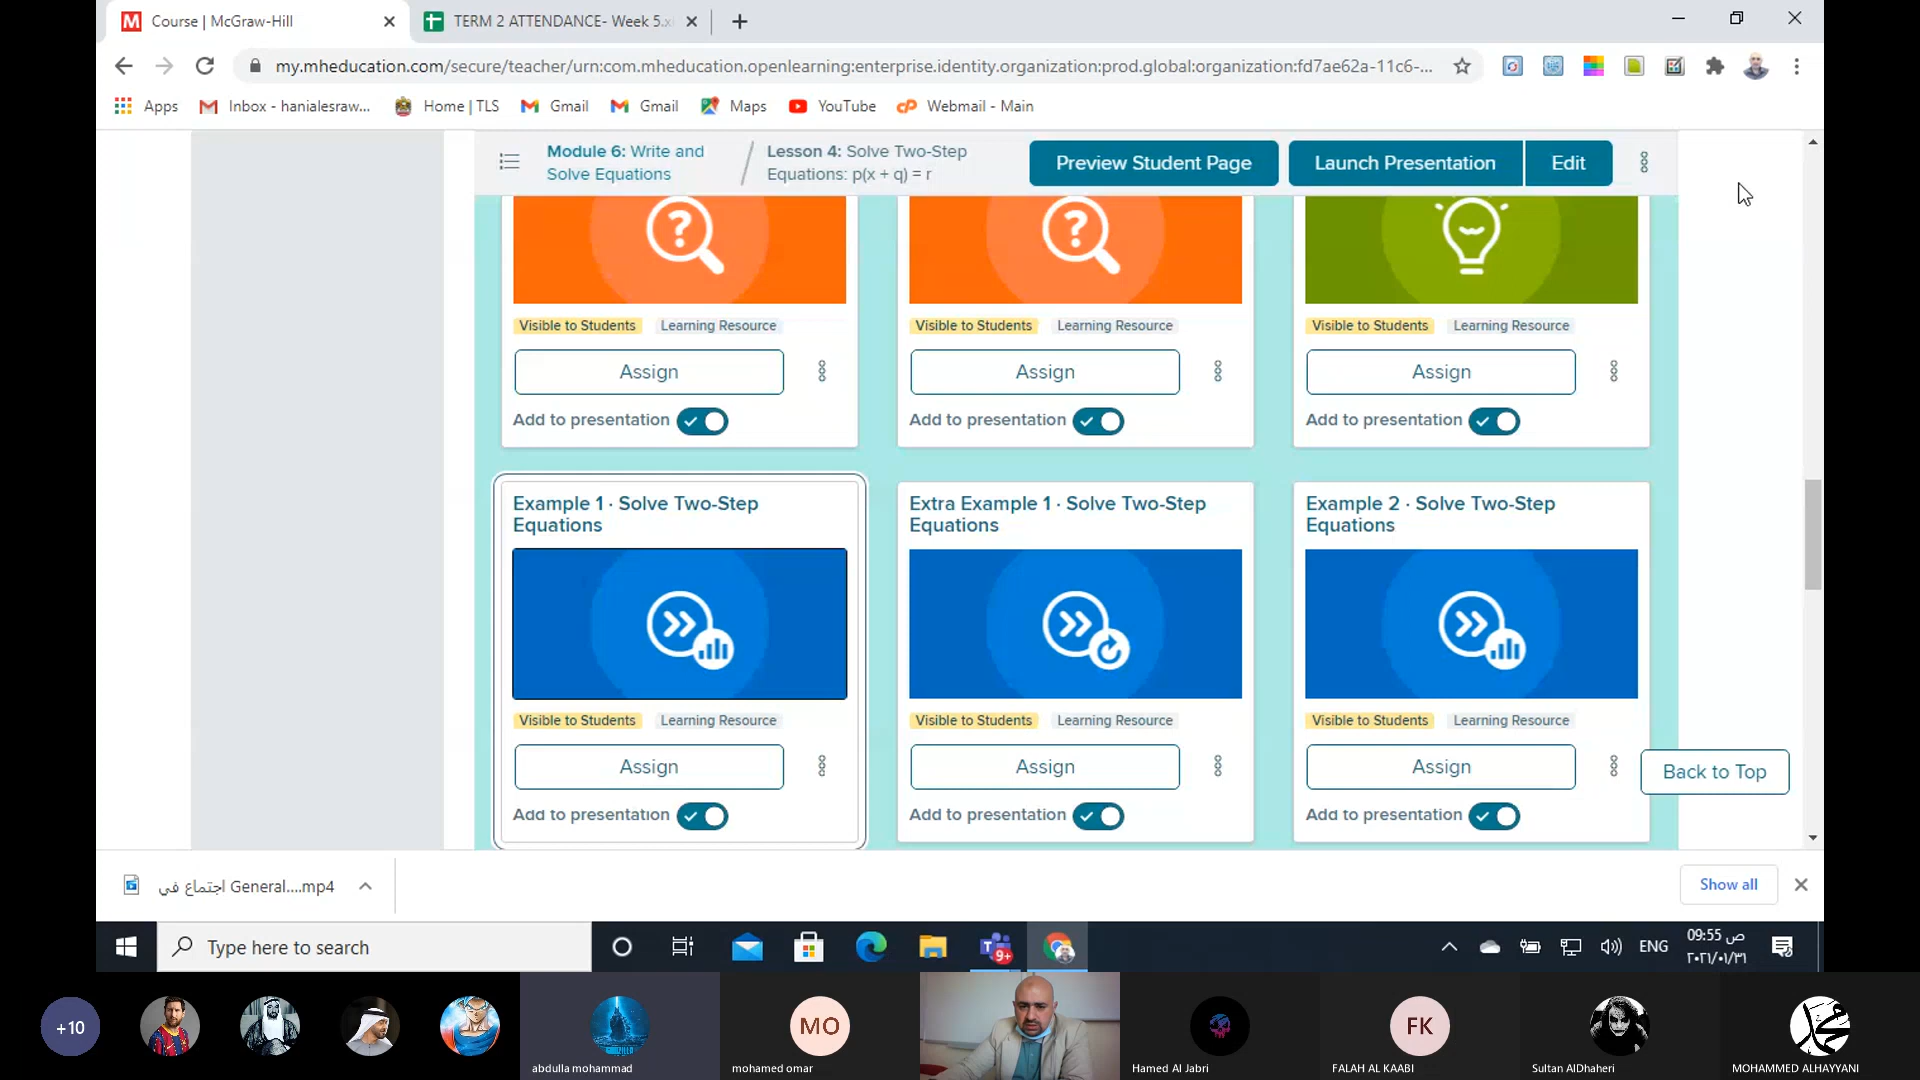 Course | McGraw-Hill
TERM 2 ATTENDANCE- Week 5.x
my.mheducation.com/secure/teacher/urn:com.mheducation.openlearning:enterprise.identity.organization:prod.global:organization:fd7ae62a-11c6-...
Apps
Inbox - hanialesraw...
Home | TLS
Gmail
Gmail
Maps
YouTube
Webmail - Main
Module 6: Write and
Solve Equations
Lesson 4: Solve Two-Step
Equations: p(x + q) = r
Preview Student Page
Launch Presentation
Edit
Visible to Students Learning Resource
Visible to Students Learning Resource
Visible to Students Learning Resource
Assign
Assign
Assign
Add to presentation
Add to presentation
Add to presentation
Example 1 · Solve Two-Step
Equations
Extra Example 1 · Solve Two-Step
Equations
Example 2 · Solve Two-Step
Equations
Visible to Students Learning Resource
Visible to Students Learning Resource
Visible to Students Learning Resource
Assign
Assign
Assign
Back to Top
Add to presentation
Add to presentation
Add to presentation
اجتماع في General....mp4
Show all
Type here to search
9+
ENG
09:55 ص
٢٠٢١/٠١/٣١
+10
GODZILLA
MO
FK
abdulla mohammad
mohamed omar
Hamed Al Jabri
FALAH AL KAABI
Sultan AlDhaheri
MOHAMMED ALHAYYANI